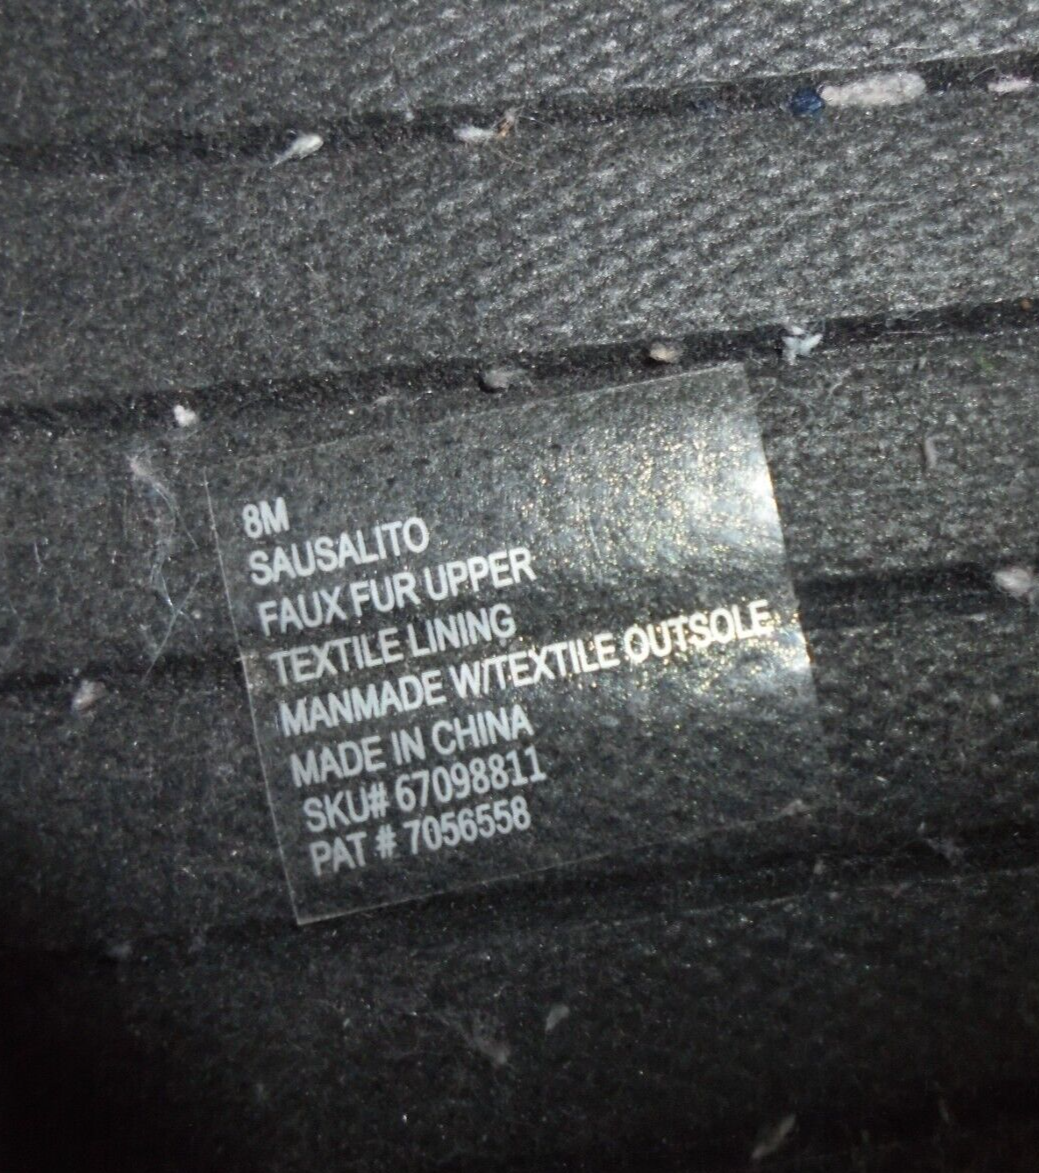 8M
SAUSALITO
FAUX FUR UPPER
TEXTILE LINING
MANMADE W/TEXTILE OUTSOLE
MADE IN CHINA
SKU# 67098811
PAT # 7056558